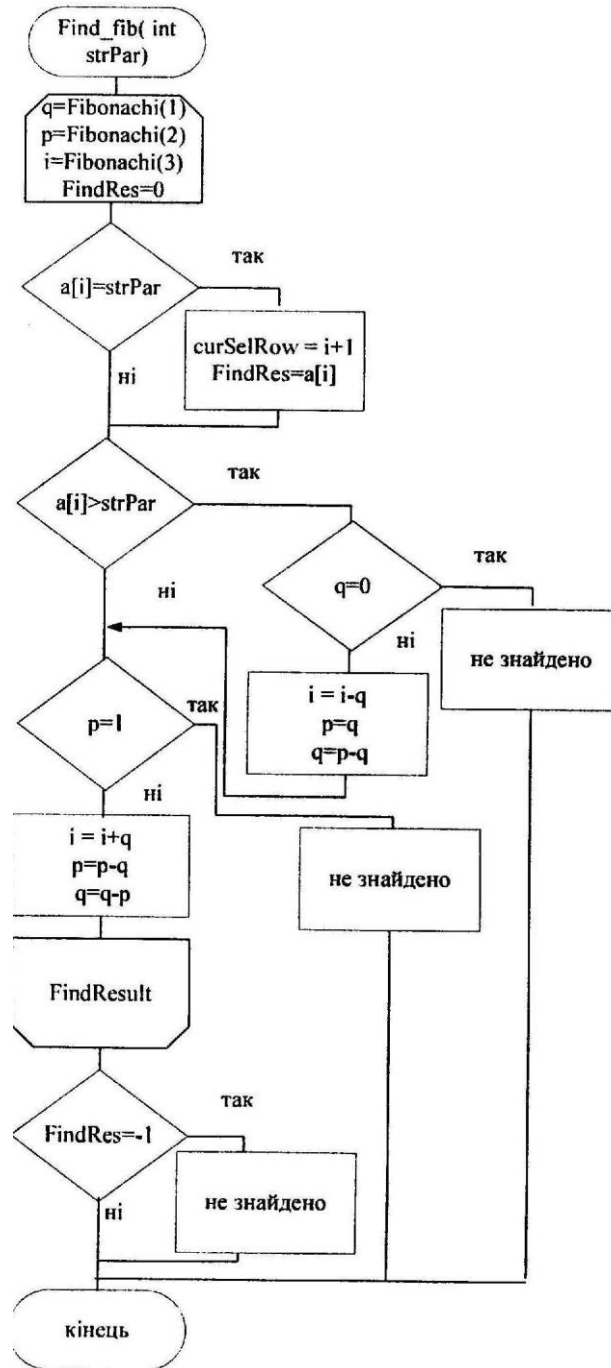 Find_fib( int
strPar)
q=Fibonachi(1)
p=Fibonachi(2)
i=Fibonachi(3)
FindRes=0
так
a[i]=strPar
curSelRow = i+1
FindRes=a[i]
ні
так
a[i]>strPar
так
q=0
ні
ні
не знайдено
i = i-q
p=q
q=p-q
так
p=1
ні
i = i+q
p=p-q
q=q-p
не знайдено
FindResult
так
FindRes=-1
не знайдено
ні
кінець